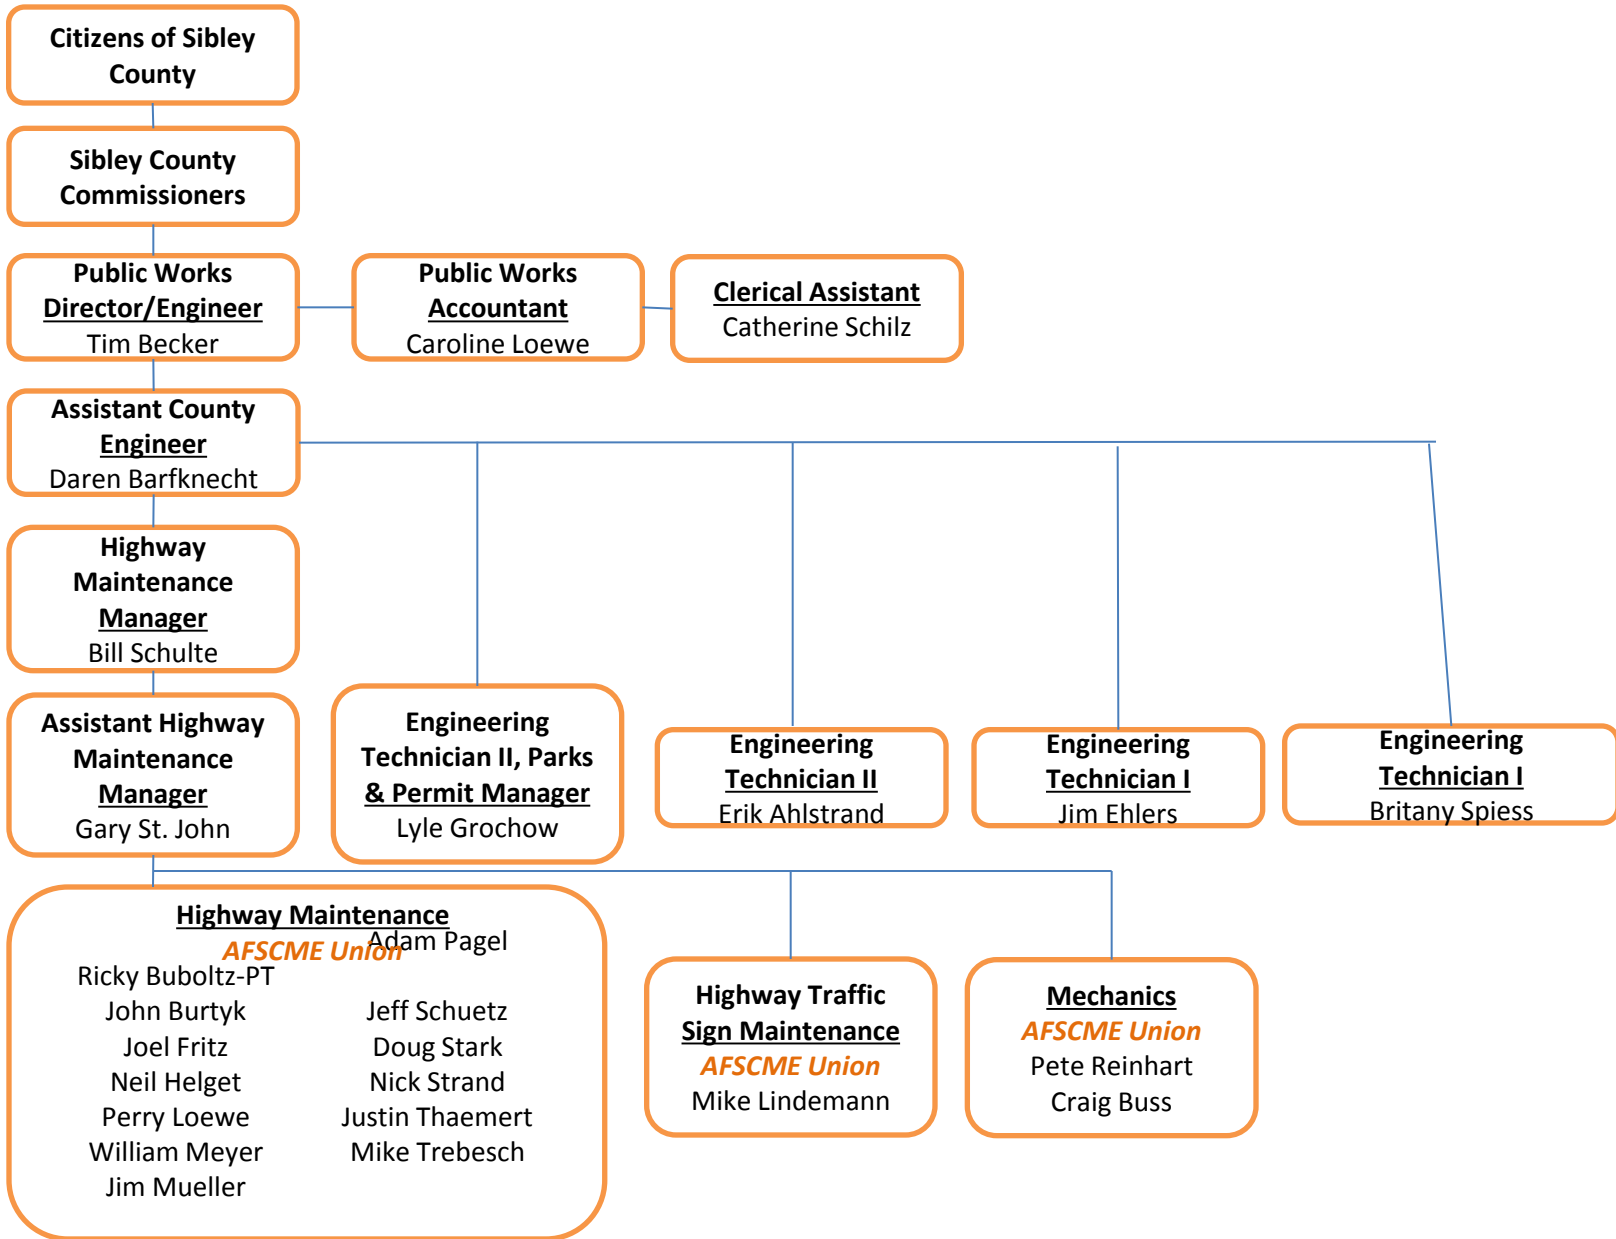 Citizens of Sibley
County
Sibley County
Commissioners
Public Works
Director/Engineer
Tim Becker
Public Works
Accountant
Caroline Loewe
Clerical Assistant
Catherine Schilz
Assistant County
Engineer
Daren Barfknecht
Highway
Maintenance
Manager
Bill Schulte
Assistant Highway
Maintenance
Manager
Gary St. John
Engineering
Technician II, Parks
& Permit Manager
Lyle Grochow
Engineering
Technician II
Erik Ahlstrand
Engineering
Technician I
Jim Ehlers
Engineering
Technician I
Britany Spiess
Highway Maintenance
AFSCME Union
Ricky Buboltz-PT
John Burtyk
Joel Fritz
Neil Helget
Perry Loewe
William Meyer
Jim Mueller
Adam Pagel
Jeff Schuetz
Doug Stark
Nick Strand
Justin Thaemert
Mike Trebesch
Highway Traffic
Sign Maintenance
AFSCME Union
Mike Lindemann
Mechanics
AFSCME Union
Pete Reinhart
Craig Buss